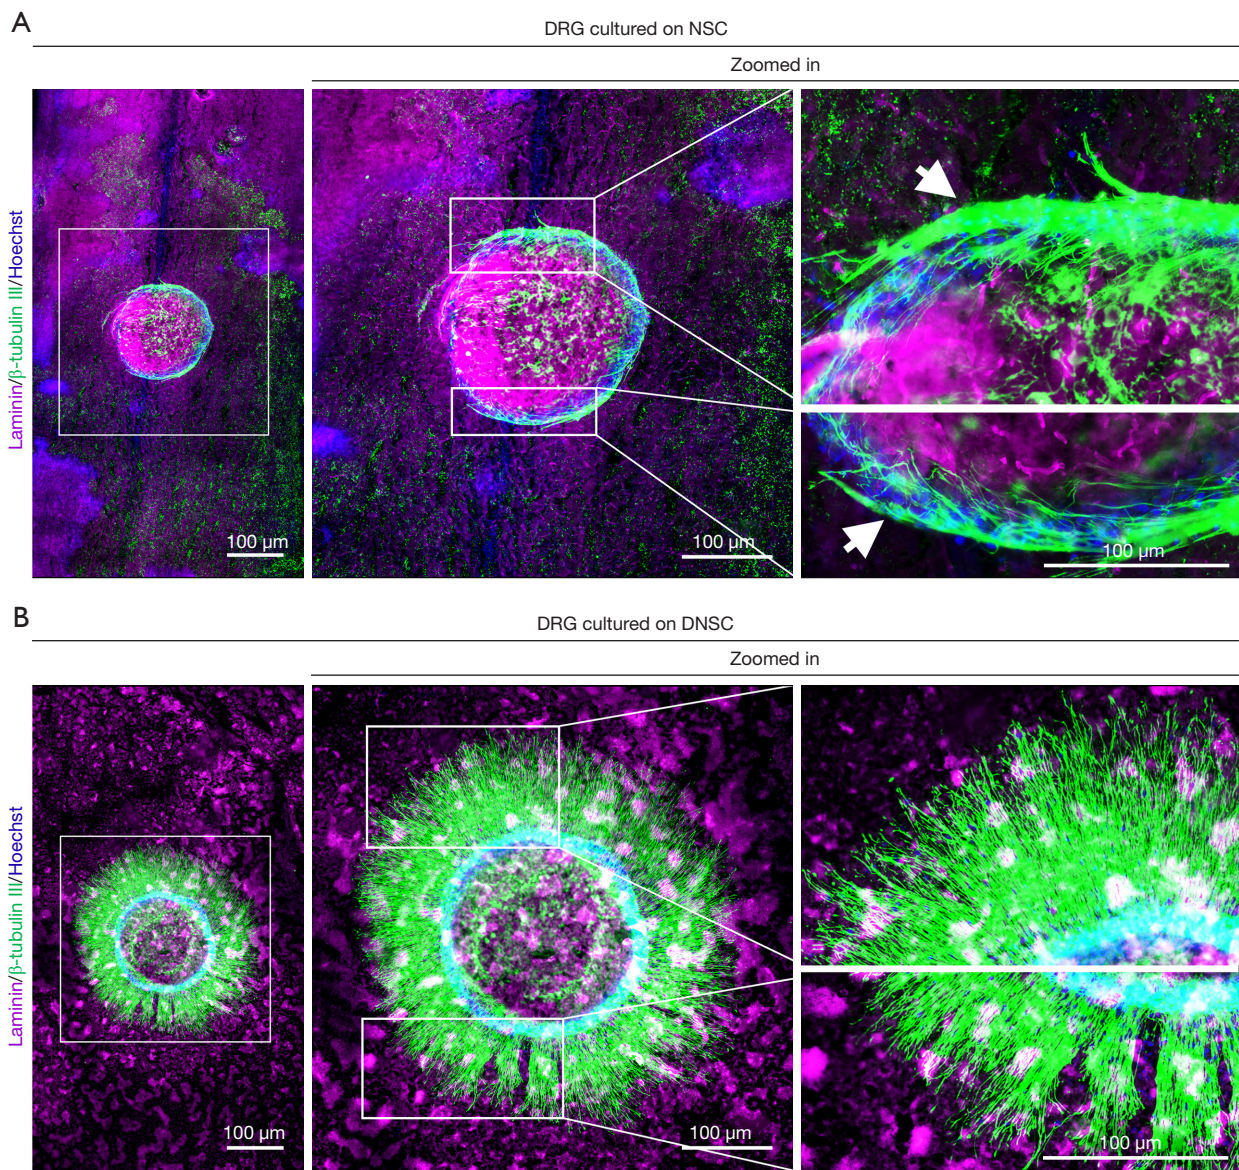 A
DRG cultured on NSC
Zoomed in
Laminin/β-tubulin III/Hoechst
100 μm
100 μm
100 μm
B
DRG cultured on DNSC
Zoomed in
Laminin/β-tubulin III/Hoechst
100 μm
100 μm
100 μm